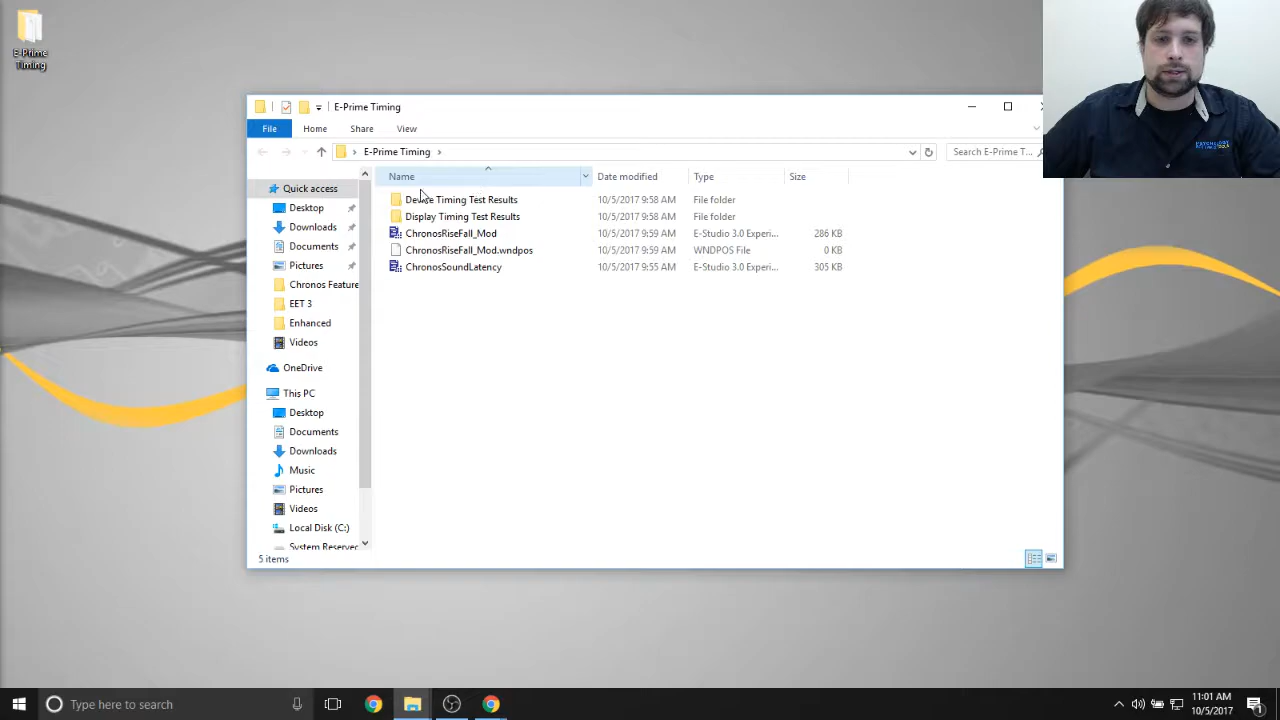 E-Prime
Timing
E-Prime Timing
File
Home
Share
View
E-Prime Timing
Search E-Prime T...
Name
Date modified
Type
Size
Quick access
Desktop
Downloads
Documents
Pictures
Chronos Feature
EET 3
Enhanced
Videos
OneDrive
This PC
Desktop
Documents
Downloads
Music
Pictures
Videos
Local Disk (C:)
System Reserved
Device Timing Test Results 10/5/2017 9:58 AM File folder
Display Timing Test Results 10/5/2017 9:58 AM File folder
ChronosRiseFall_Mod 10/5/2017 9:59 AM E-Studio 3.0 Experi... 286 KB
ChronosRiseFall_Mod.wndpos 10/5/2017 9:59 AM WNDPOS File 0 KB
ChronosSoundLatency 10/5/2017 9:55 AM E-Studio 3.0 Experi... 305 KB
5 items
Type here to search
11:01 AM
10/5/2017